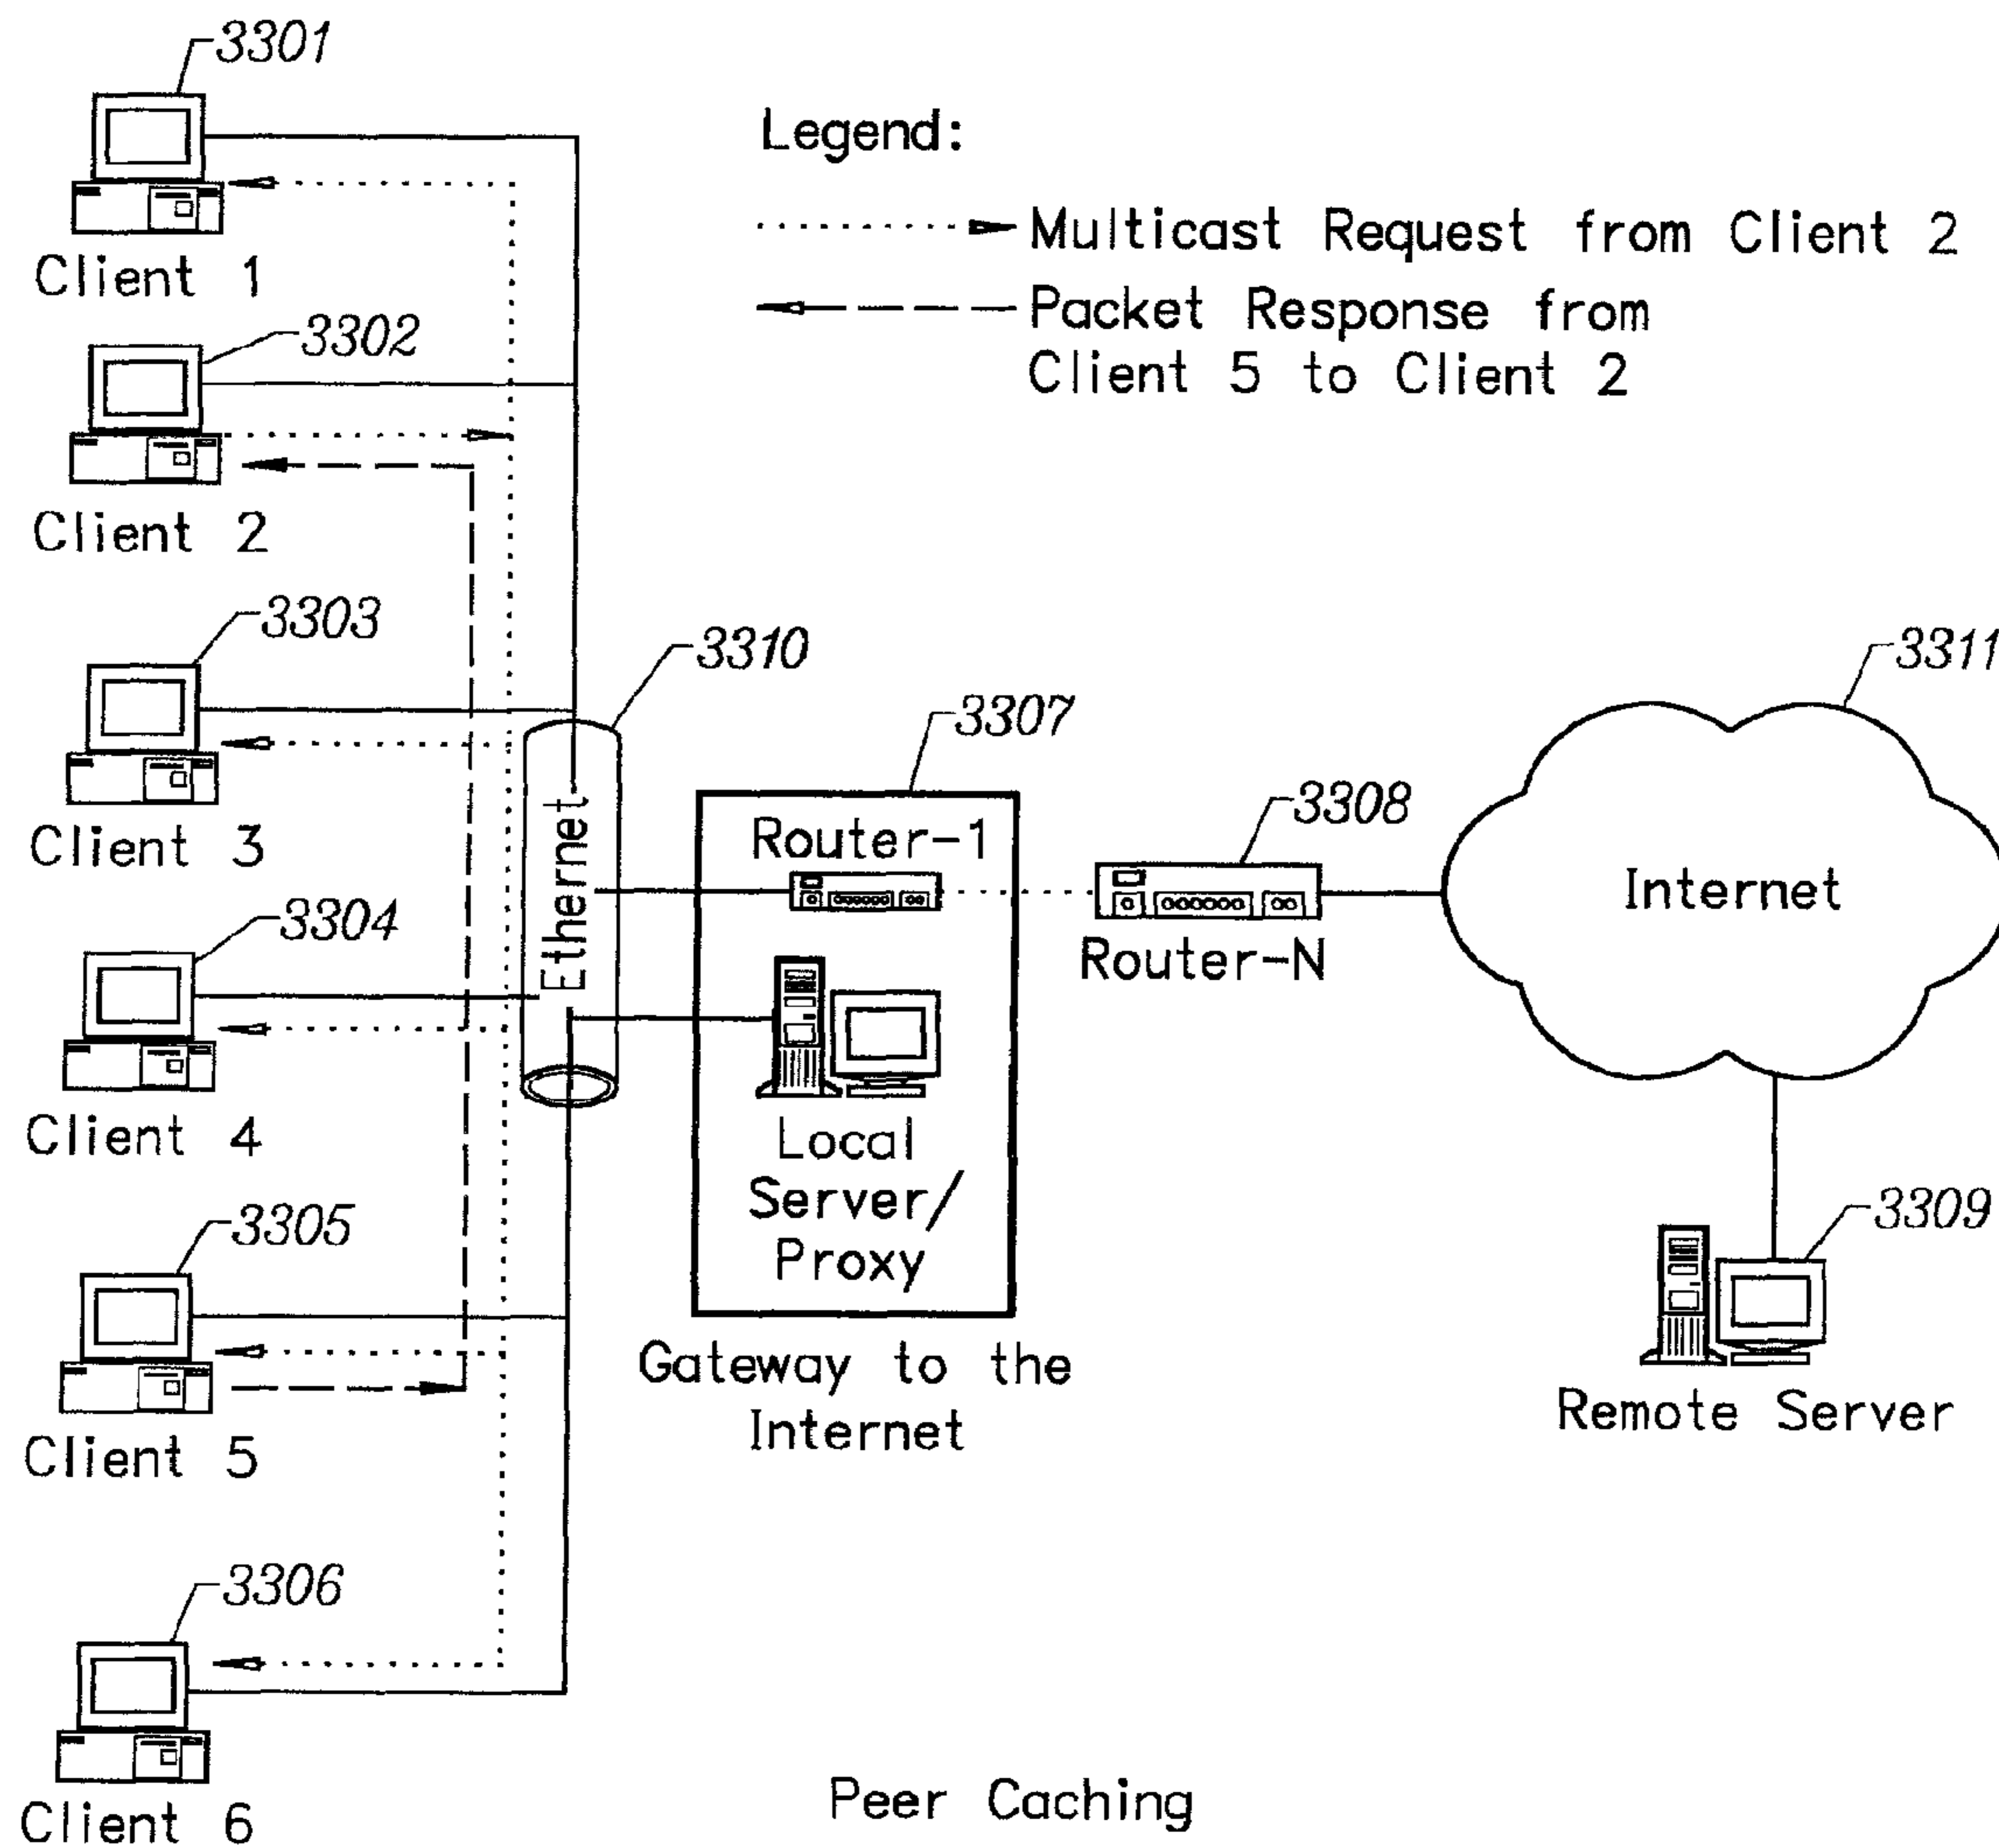 3301
Client 1
Legend:
Multicast Request from Client 2
Packet Response from
Client 5 to Client 2
3302
Client 2
3303
Client 3
3310
Ethernet
3307
Router-1
Local
Server/
Proxy
Gateway to the
Internet
3308
Router-N
3311
Internet
3309
Remote Server
3304
Client 4
3305
Client 5
3306
Client 6
Peer Caching